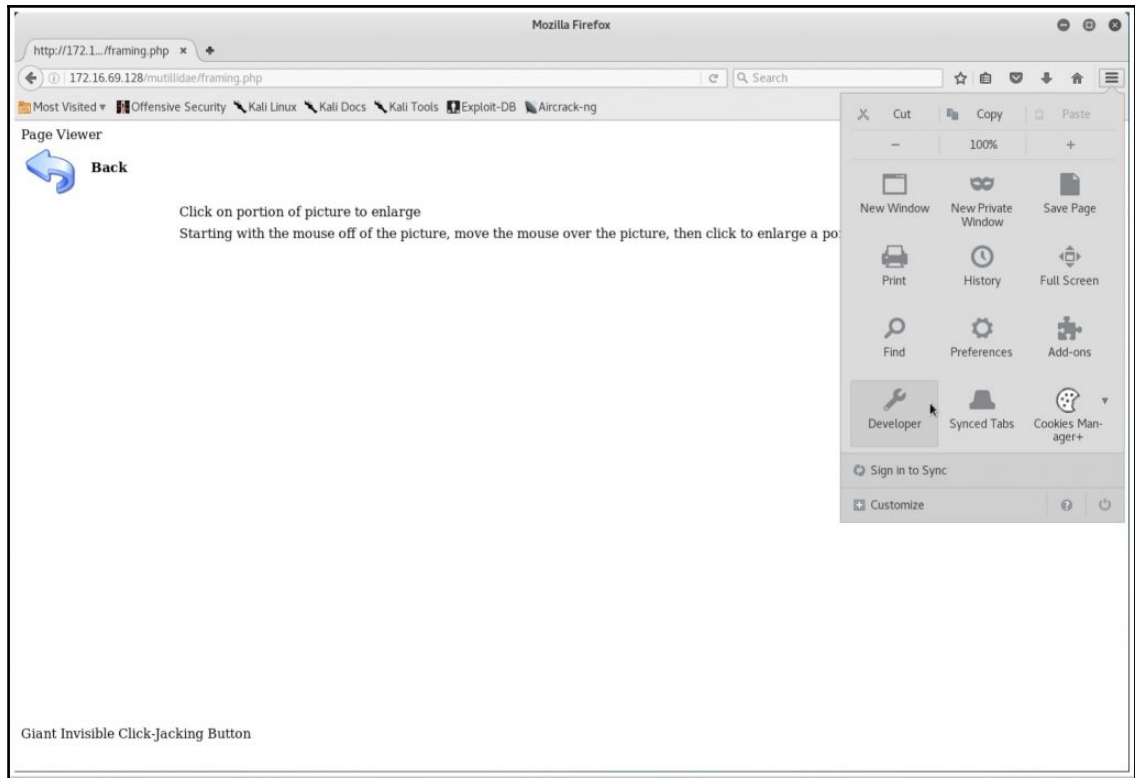 Mozilla Firefox
http://172.1.../framing.php
172.16.69.128/mutillidae/framing.php
Search
Most Visited Offensive Security Kali Linux Kali Docs Kali Tools Exploit-DB Aircrack-ng
Cut Copy Paste
− 100% +
New Window New Private Window Save Page
Print History Full Screen
Find Preferences Add-ons
Developer Synced Tabs Cookies Man-
ager+
Sign in to Sync
Customize
Page Viewer
Back
Click on portion of picture to enlarge
Starting with the mouse off of the picture, move the mouse over the picture, then click to enlarge a
Giant Invisible Click-Jacking Button